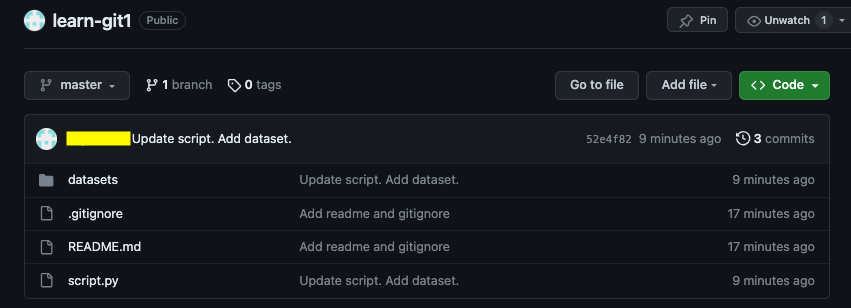 learn-git1 Public Pin Unwatch 1
master 1 branch 0 tags Go to file Add file <> Code
Update script. Add dataset. 52e4f82 9 minutes ago 3 commits
datasets Update script. Add dataset. 9 minutes ago
.gitignore Add readme and gitignore 17 minutes ago
README.md Add readme and gitignore 17 minutes ago
script.py Update script. Add dataset. 9 minutes ago